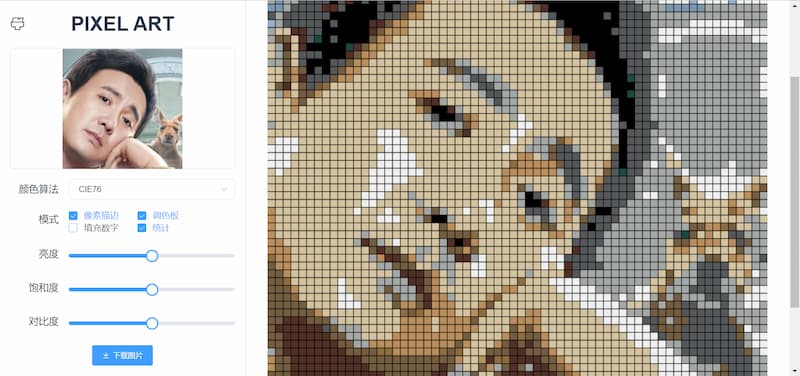 PIXEL ART
颜色算法 CIE76
模式 像素描边 调色板
填充数字 统计
亮度
饱和度
对比度
下载图片